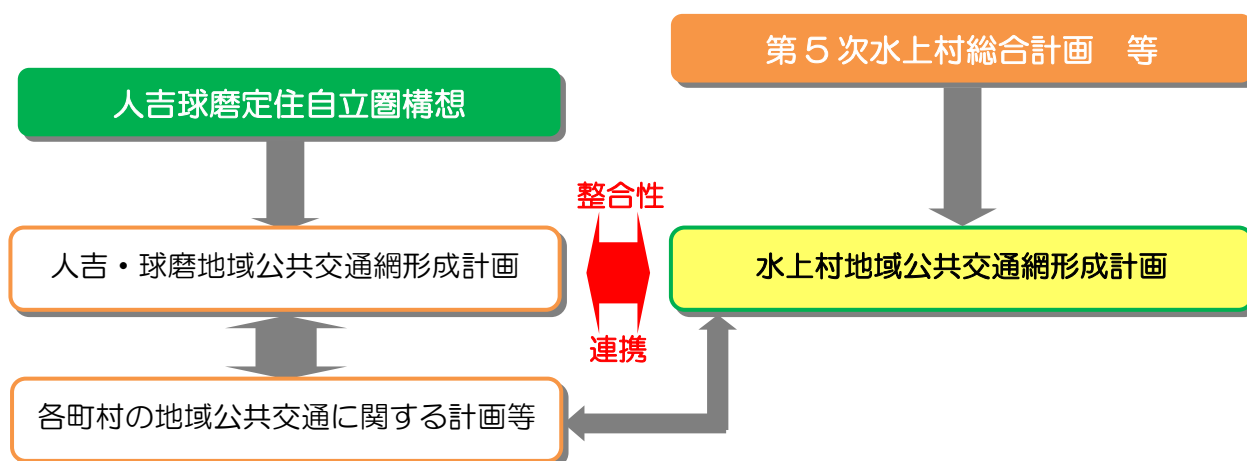 第5次水上村総合計画　等
人吉球磨定住自立圏構想
整合性
人吉・球磨地域公共交通網形成計画
水上村地域公共交通網形成計画
連携
各町村の地域公共交通に関する計画等